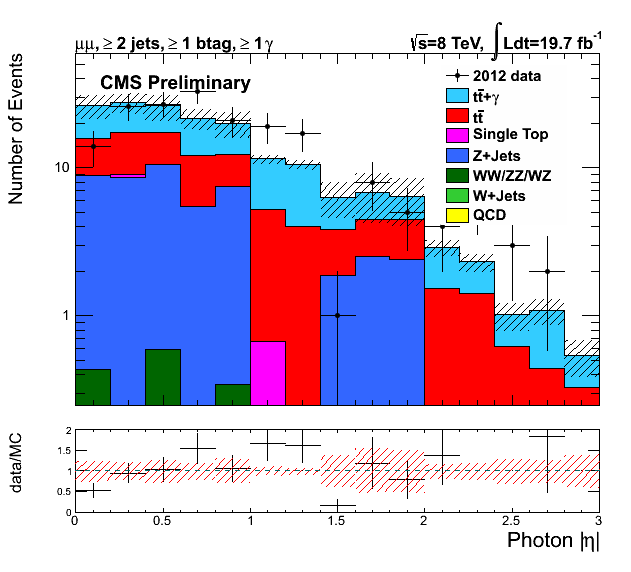 μμ, ≥ 2 jets, ≥ 1 btag, ≥ 1 γ
√s=8 TeV, ∫ Ldt=19.7 fb⁻¹
CMS Preliminary
2012 data
tt̄+γ
tt̄
Single Top
Z+Jets
WW/ZZ/WZ
W+Jets
QCD
Number of Events
10
1
data/MC
2
1.5
1
0.5
0
0 0.5 1 1.5 2 2.5 3
Photon |η|